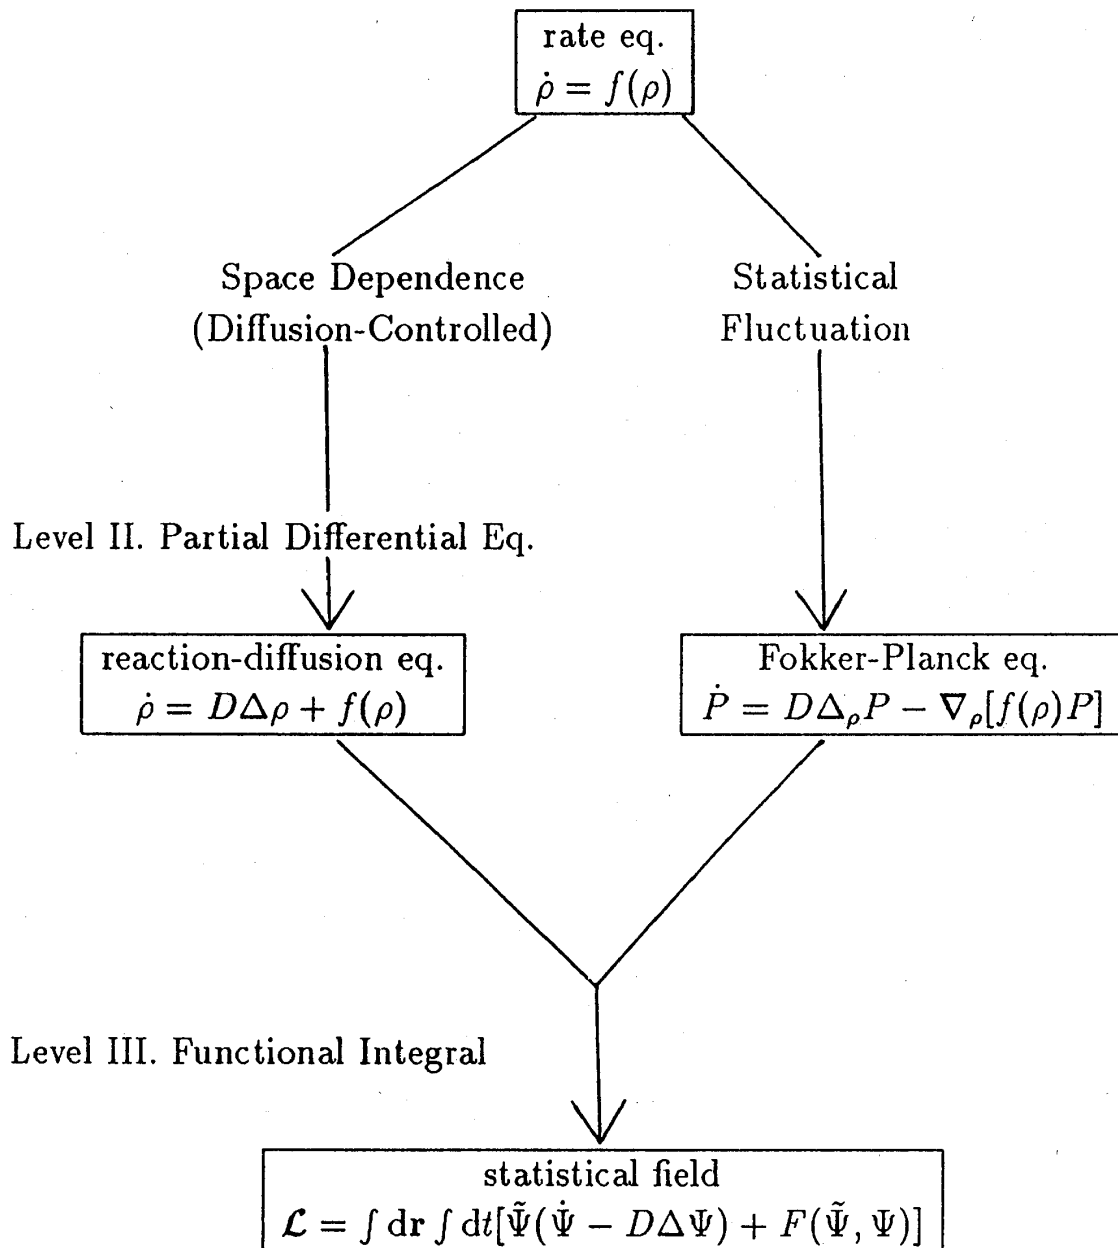 rate eq.
ρ̇ = f(ρ)
Space Dependence
(Diffusion-Controlled)
Statistical
Fluctuation
Level II. Partial Differential Eq.
reaction-diffusion eq.
ρ̇ = DΔρ + f(ρ)
Fokker-Planck eq.
Ṗ = DΔ_ρP − ∇_ρ[f(ρ)P]
Level III. Functional Integral
statistical field
𝓛 = ∫ dr ∫ dt[Ψ̃(Ψ̇ − DΔΨ) + F(Ψ̃, Ψ)]